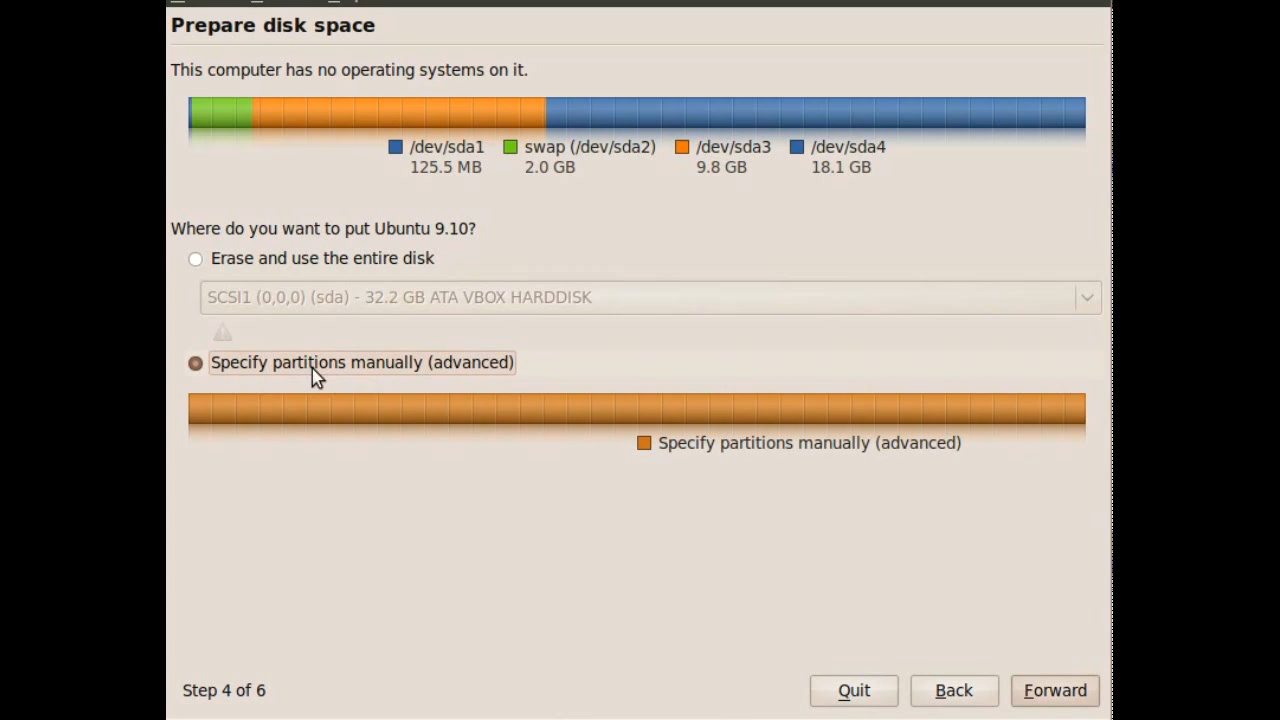 Prepare disk space
This computer has no operating systems on it.
/dev/sda1 swap (/dev/sda2) /dev/sda3 /dev/sda4
125.5 MB 2.0 GB 9.8 GB 18.1 GB
Where do you want to put Ubuntu 9.10?
Erase and use the entire disk
SCSI1 (0,0,0) (sda) - 32.2 GB ATA VBOX HARDDISK
Specify partitions manually (advanced)
Specify partitions manually (advanced)
Step 4 of 6 Quit Back Forward